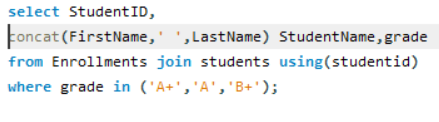 select StudentID,
concat(FirstName,' ',LastName) StudentName,grade
from Enrollments join students using(studentid)
where grade in ('A+','A','B+');